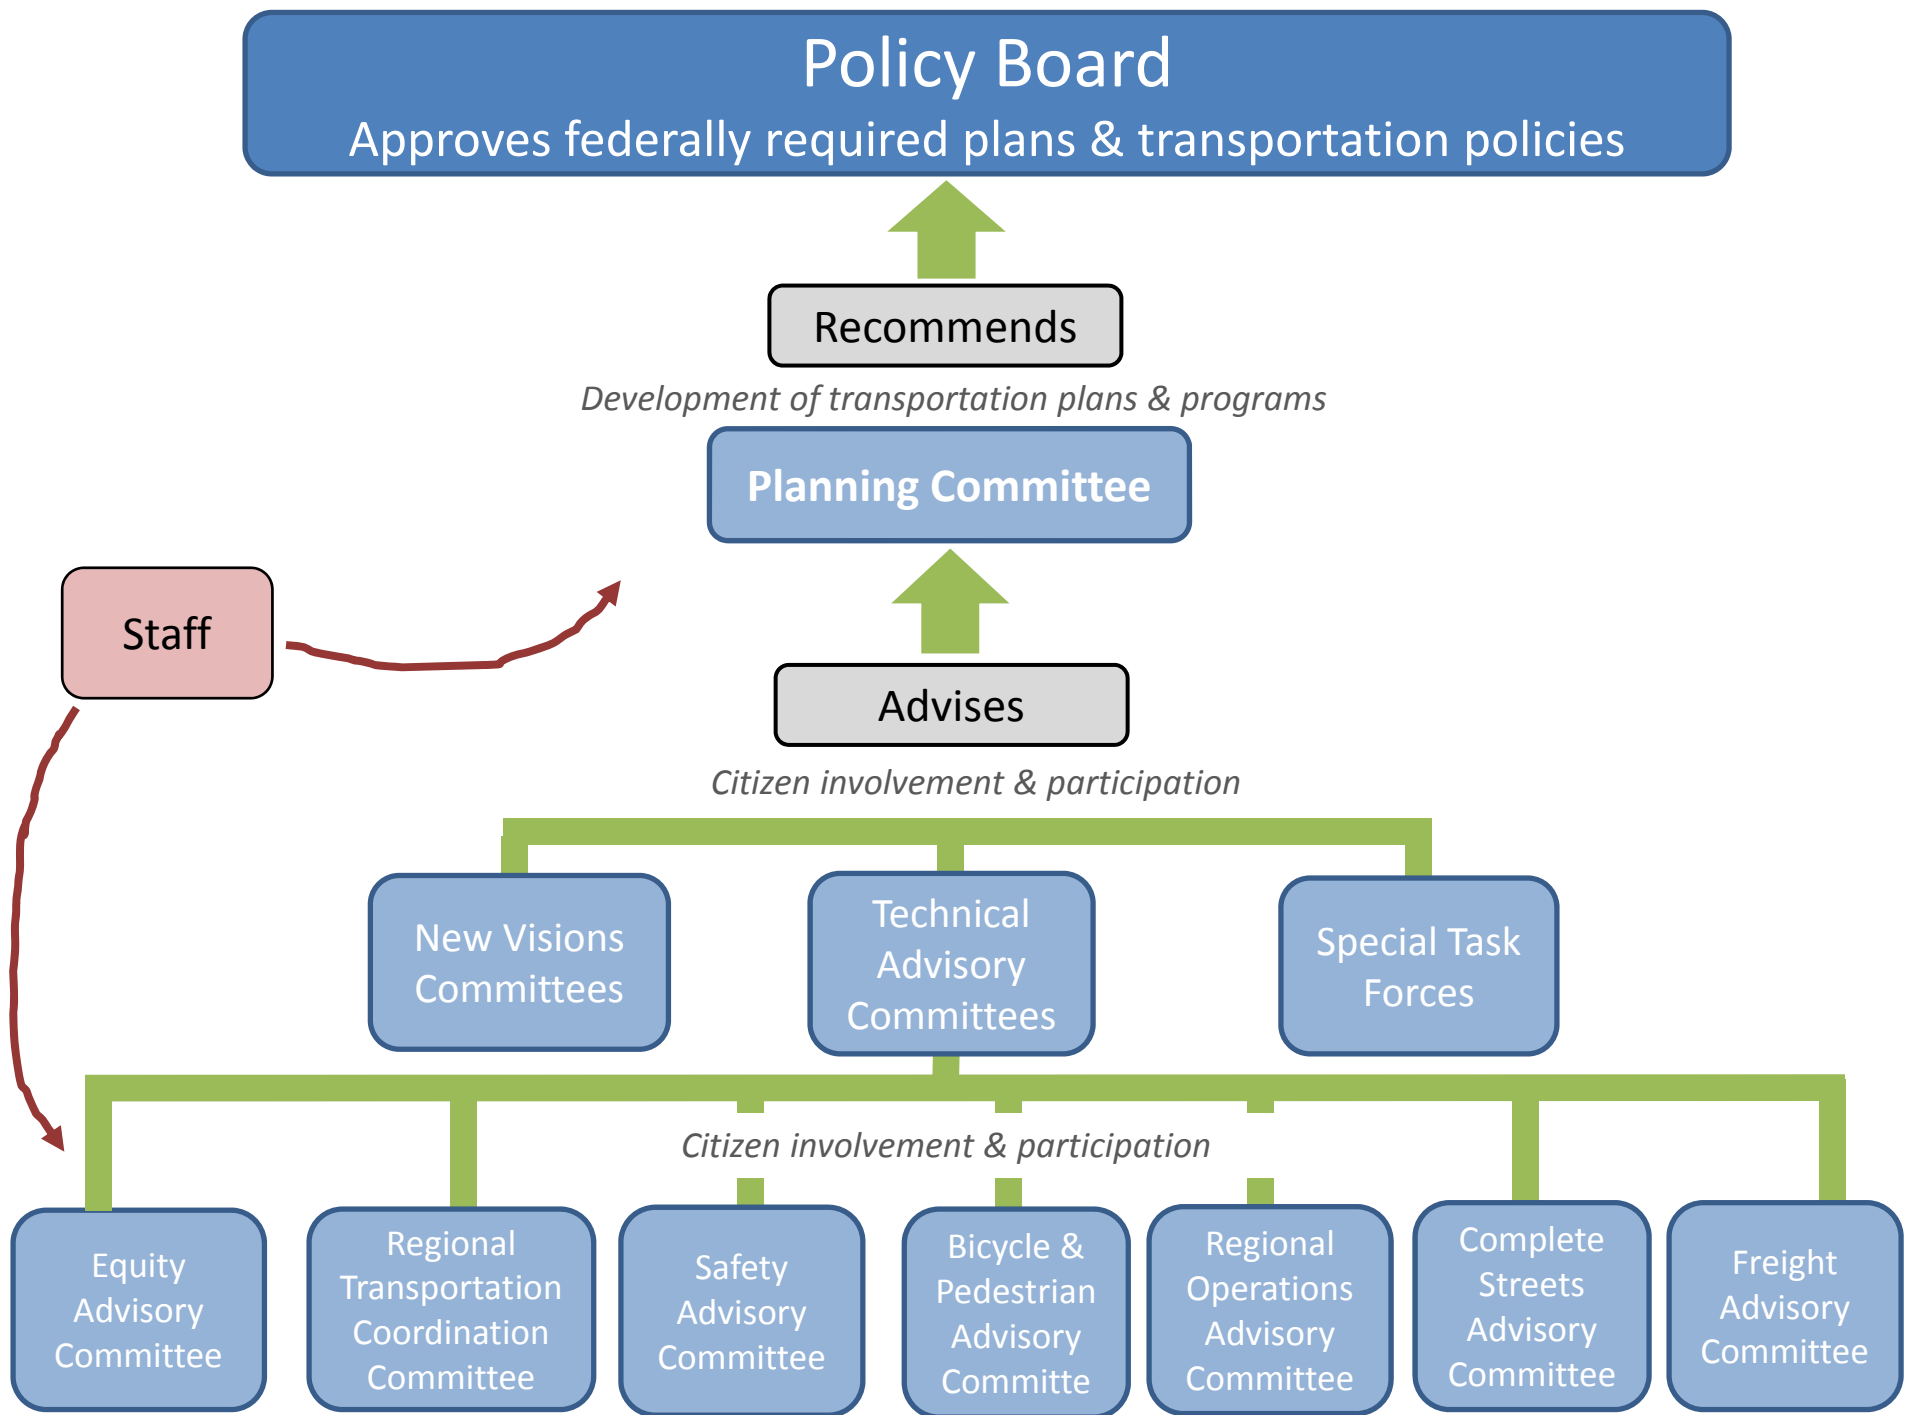 Policy Board
Approves federally required plans & transportation policies
Recommends
Development of transportation plans & programs
Planning Committee
Staff
Advises
Citizen involvement & participation
New Visions
Committees
Technical
Advisory
Committees
Special Task
Forces
Citizen involvement & participation
Equity
Advisory
Committee
Regional
Transportation
Coordination
Committee
Safety
Advisory
Committee
Bicycle &
Pedestrian
Advisory
Committe
Regional
Operations
Advisory
Committee
Complete
Streets
Advisory
Committee
Freight
Advisory
Committee